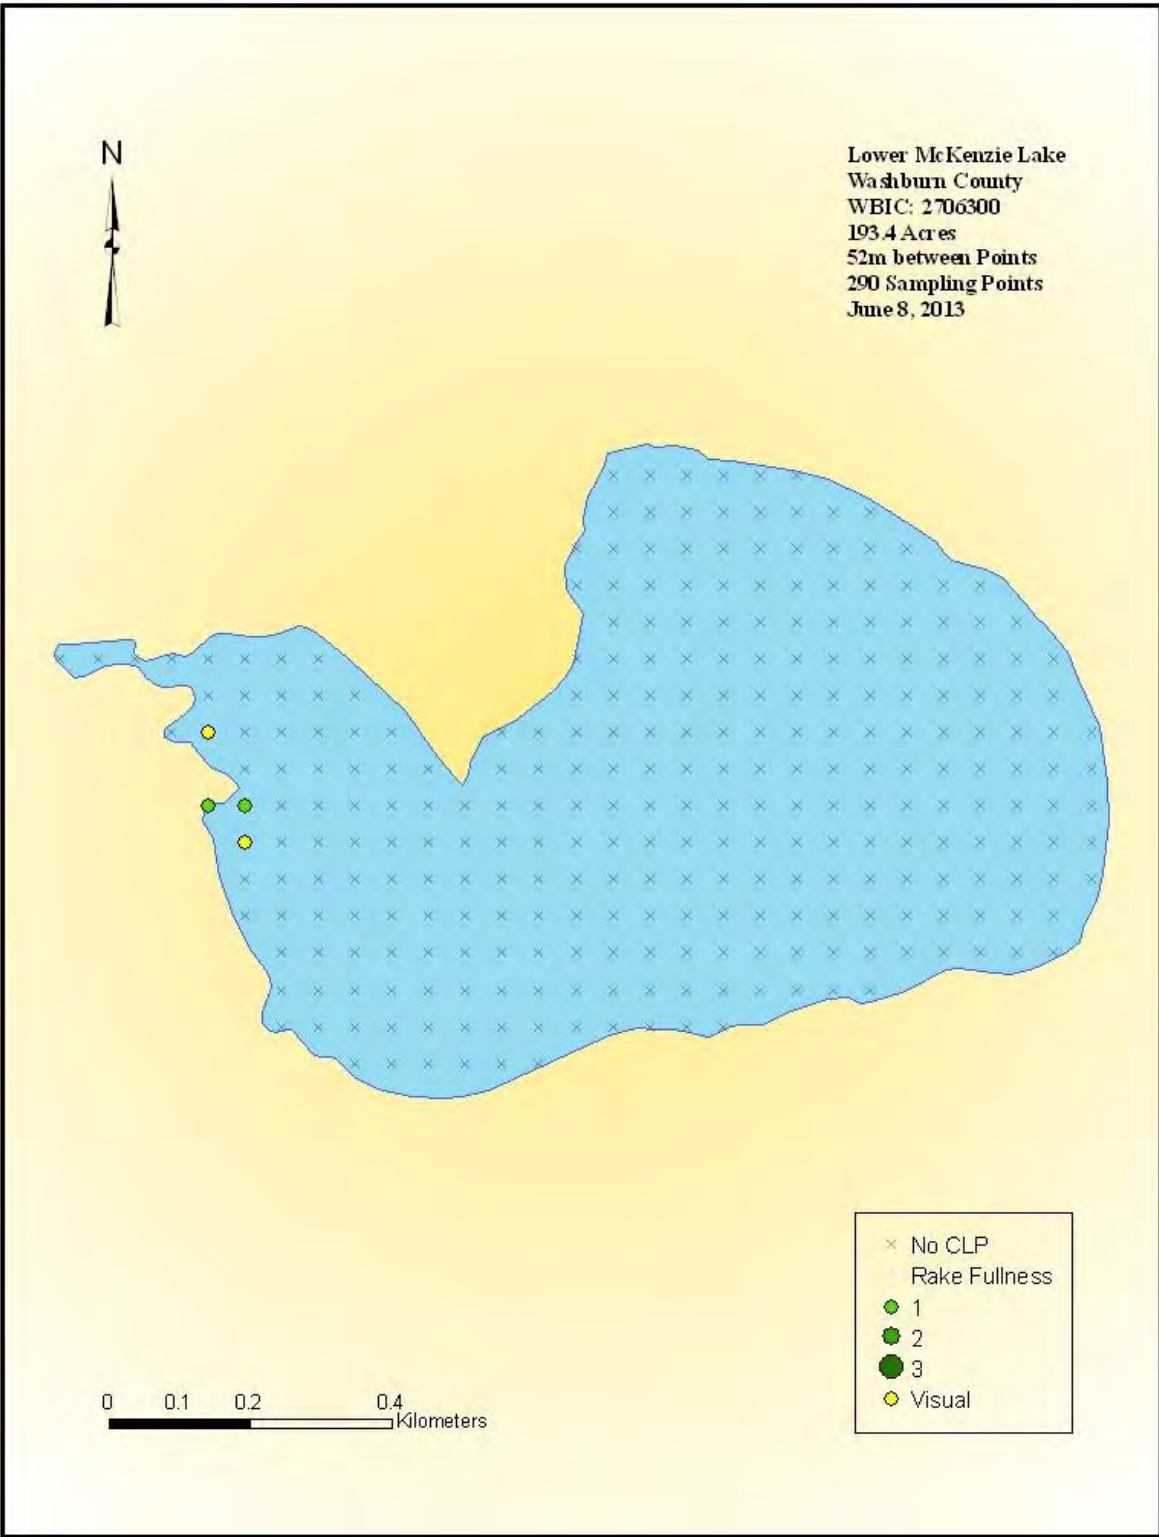 N
Lower McKenzie Lake
Washburn County
WBIC: 2706300
193.4 Acres
52m between Points
290 Sampling Points
June 8, 2013
No CLP
Rake Fullness
1
2
3
Visual
0 0.1 0.2 0.4
Kilometers